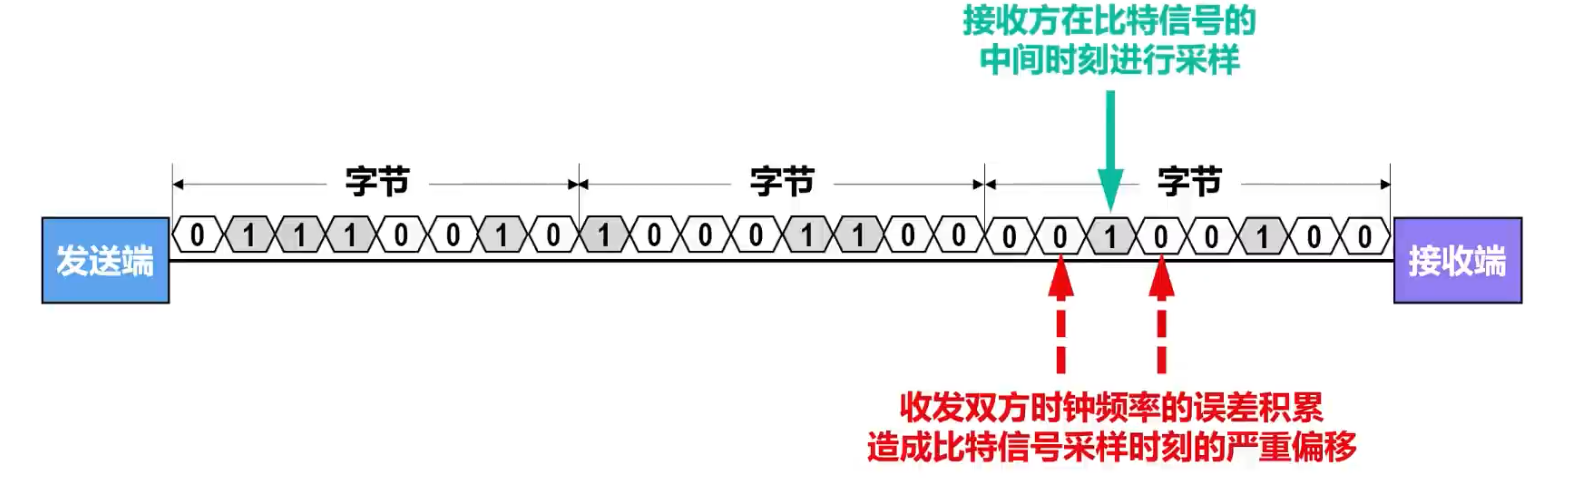 接收方在比特信号的
中间时刻进行采样
字节 字节 字节
发送端 0 1 1 1 0 0 1 0 1 0 0 0 1 1 0 0 0 0 1 0 0 1 0 0 接收端
收发双方时钟频率的误差积累
造成比特信号采样时刻的严重偏移